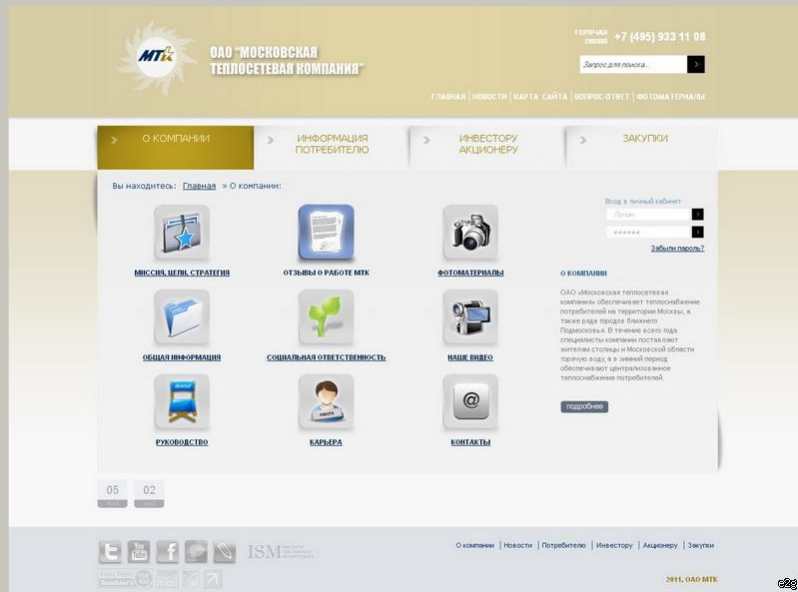 ГОРЯЧАЯ
ЛИНИЯ
+7 (495) 933 11 08
МТК
ОАО "МОСКОВСКАЯ
ТЕПЛОСЕТЕВАЯ КОМПАНИЯ"
Запрос для поиска...
ГЛАВНАЯ | НОВОСТИ | КАРТА САЙТА | ВОПРОС-ОТВЕТ | ФОТОМАТЕРИАЛЫ
О КОМПАНИИ
ИНФОРМАЦИЯ
ПОТРЕБИТЕЛЮ
ИНВЕСТОРУ
АКЦИОНЕРУ
ЗАКУПКИ
Вы находитесь: Главная » О компании:
Вход в личный кабинет
Логин
Забыли пароль?
МИССИЯ, ЦЕЛИ, СТРАТЕГИЯ
ОТЗЫВЫ О РАБОТЕ МТК
ФОТОМАТЕРИАЛЫ
ОБЩАЯ ИНФОРМАЦИЯ
СОЦИАЛЬНАЯ ОТВЕТСТВЕННОСТЬ
НАШЕ ВИДЕО
РУКОВОДСТВО
КАРЬЕРА
КОНТАКТЫ
О КОМПАНИИ
ОАО «Московская теплосетевая
компания» обеспечивает теплоснабжение
потребителей на территории Москвы, а
также ряда городов ближнего
Подмосковья. В течение всего года
специалисты компании поставляют
жителям столицы и Московской области
горячую воду, а в зимний период
обеспечивают централизованное
теплоснабжение потребителей.
подробнее
05
02
You
Tube
ISM
О компании | Новости | Потребителю | Инвестору | Акционеру | Закупки
2011, ОАО МТК
e2g